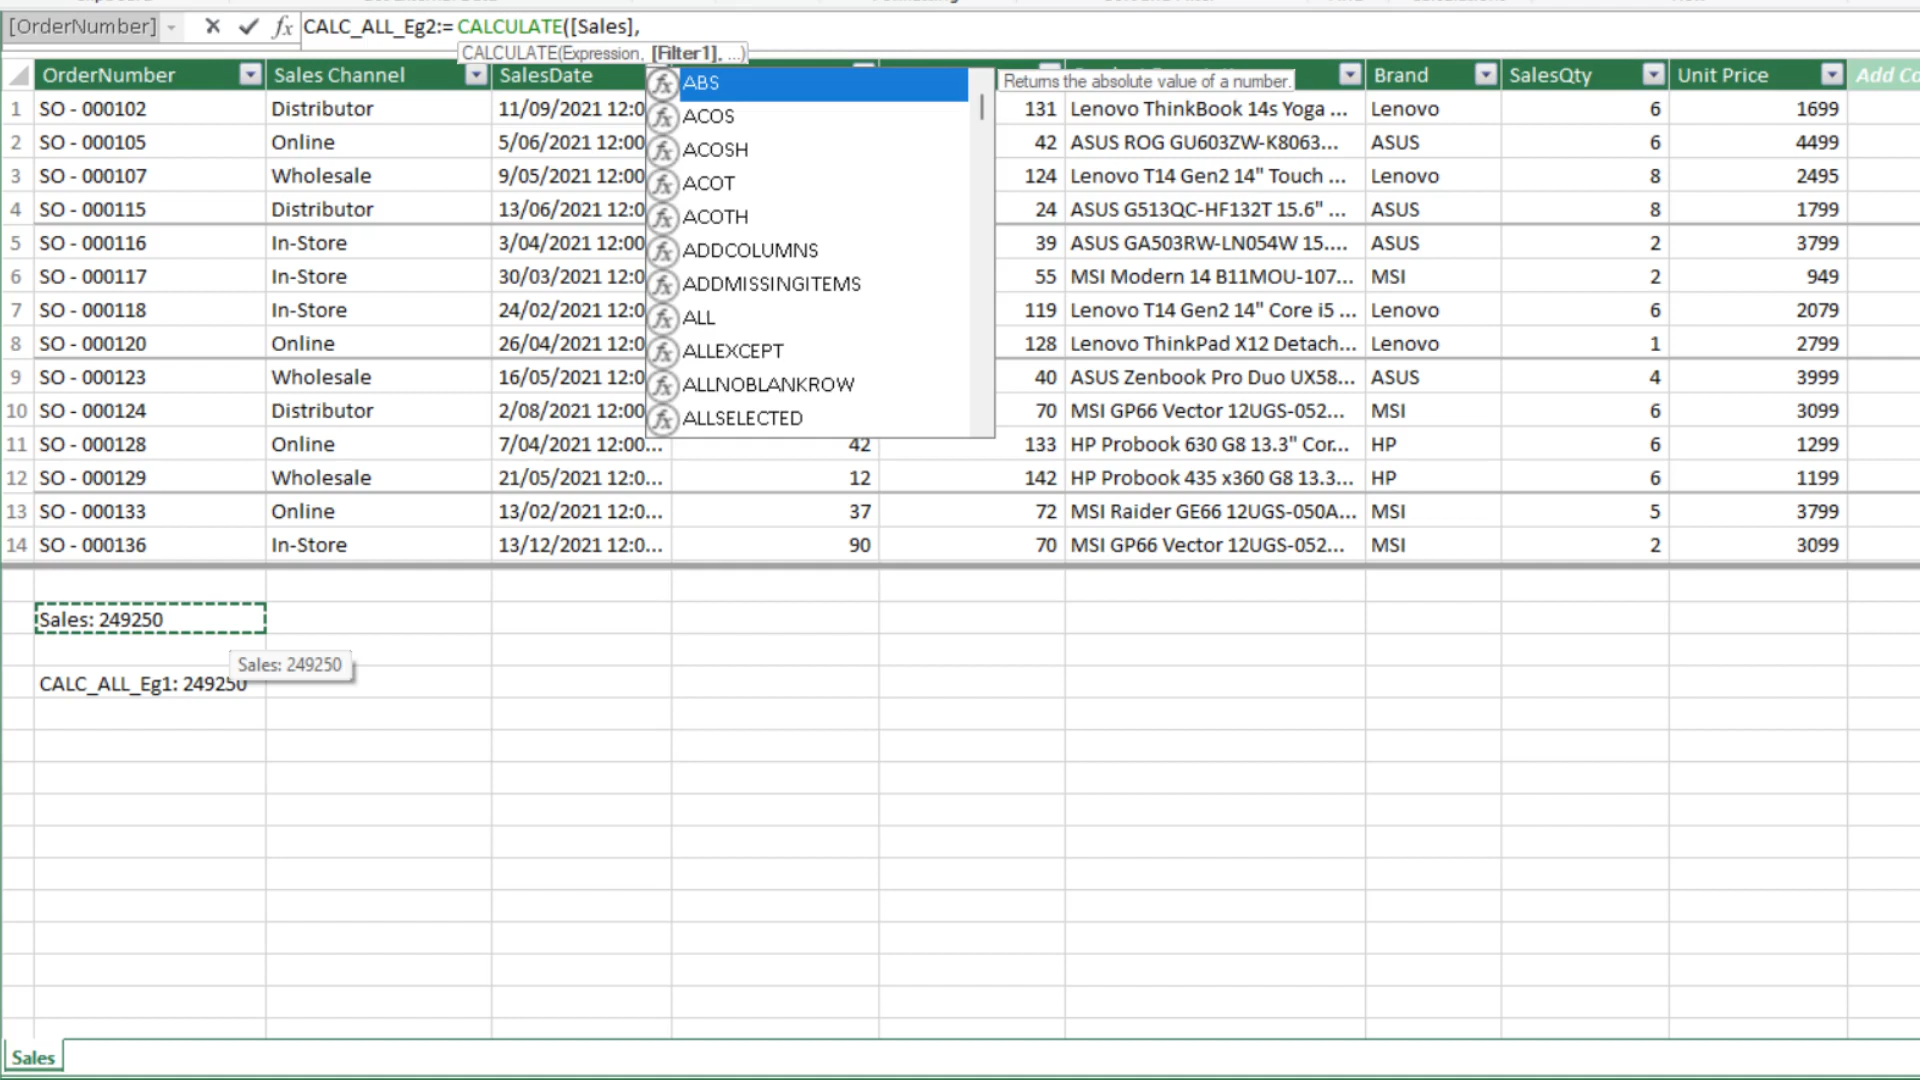 [OrderNumber] fx CALC_ALL_Eg2:= CALCULATE([Sales],
CALCULATE(Expression, [Filter1], ...)
OrderNumber Sales Channel SalesDate Brand SalesQty Unit Price Add Co
fx ABS
Returns the absolute value of a number.
fx ACOS
fx ACOSH
fx ACOT
fx ACOTH
fx ADDCOLUMNS
fx ADDMISSINGITEMS
fx ALL
fx ALLEXCEPT
fx ALLNOBLANKROW
fx ALLSELECTED
1 SO - 000102 Distributor 11/09/2021 12:0 131 Lenovo ThinkBook 14s Yoga ... Lenovo 6 1699
2 SO - 000105 Online 5/06/2021 12:00 42 ASUS ROG GU603ZW-K8063... ASUS 6 4499
3 SO - 000107 Wholesale 9/05/2021 12:00 124 Lenovo T14 Gen2 14" Touch ... Lenovo 8 2495
4 SO - 000115 Distributor 13/06/2021 12:0 24 ASUS G513QC-HF132T 15.6" ... ASUS 8 1799
5 SO - 000116 In-Store 3/04/2021 12:00 39 ASUS GA503RW-LN054W 15.... ASUS 2 3799
6 SO - 000117 In-Store 30/03/2021 12:0 55 MSI Modern 14 B11MOU-107... MSI 2 949
7 SO - 000118 In-Store 24/02/2021 12:0 119 Lenovo T14 Gen2 14" Core i5 ... Lenovo 6 2079
8 SO - 000120 Online 26/04/2021 12:0 128 Lenovo ThinkPad X12 Detach... Lenovo 1 2799
9 SO - 000123 Wholesale 16/05/2021 12:0 40 ASUS Zenbook Pro Duo UX58... ASUS 4 3999
10 SO - 000124 Distributor 2/08/2021 12:00 70 MSI GP66 Vector 12UGS-052... MSI 6 3099
11 SO - 000128 Online 7/04/2021 12:00... 42 133 HP Probook 630 G8 13.3" Cor... HP 6 1299
12 SO - 000129 Wholesale 21/05/2021 12:0... 12 142 HP Probook 435 x360 G8 13.3... HP 6 1199
13 SO - 000133 Online 13/02/2021 12:0... 37 72 MSI Raider GE66 12UGS-050A... MSI 5 3799
14 SO - 000136 In-Store 13/12/2021 12:0... 90 70 MSI GP66 Vector 12UGS-052... MSI 2 3099
Sales: 249250
Sales: 249250
CALC_ALL_Eg1: 249250
Sales